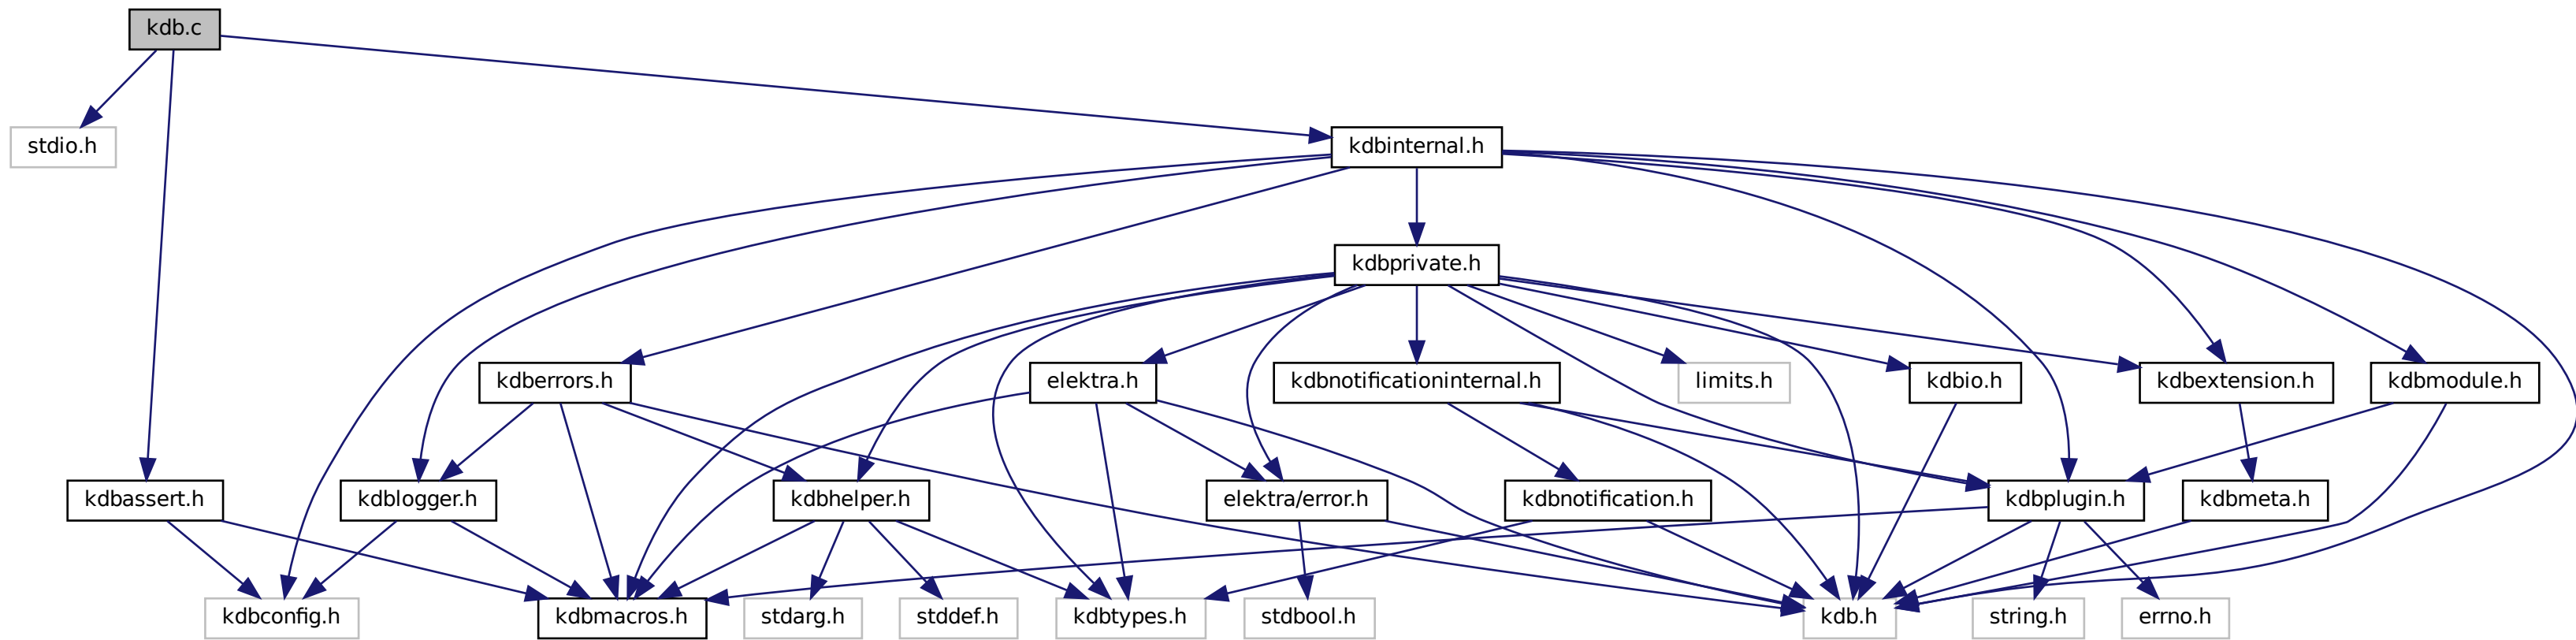 kdb.c
stdio.h
kdbinternal.h
kdbprivate.h
kdberrors.h
elektra.h
kdbnotificationinternal.h
limits.h
kdbio.h
kdbextension.h
kdbmodule.h
kdbassert.h
kdblogger.h
kdbhelper.h
elektra/error.h
kdbnotification.h
kdbplugin.h
kdbmeta.h
kdbconfig.h
kdbmacros.h
stdarg.h
stddef.h
kdbtypes.h
stdbool.h
kdb.h
string.h
errno.h